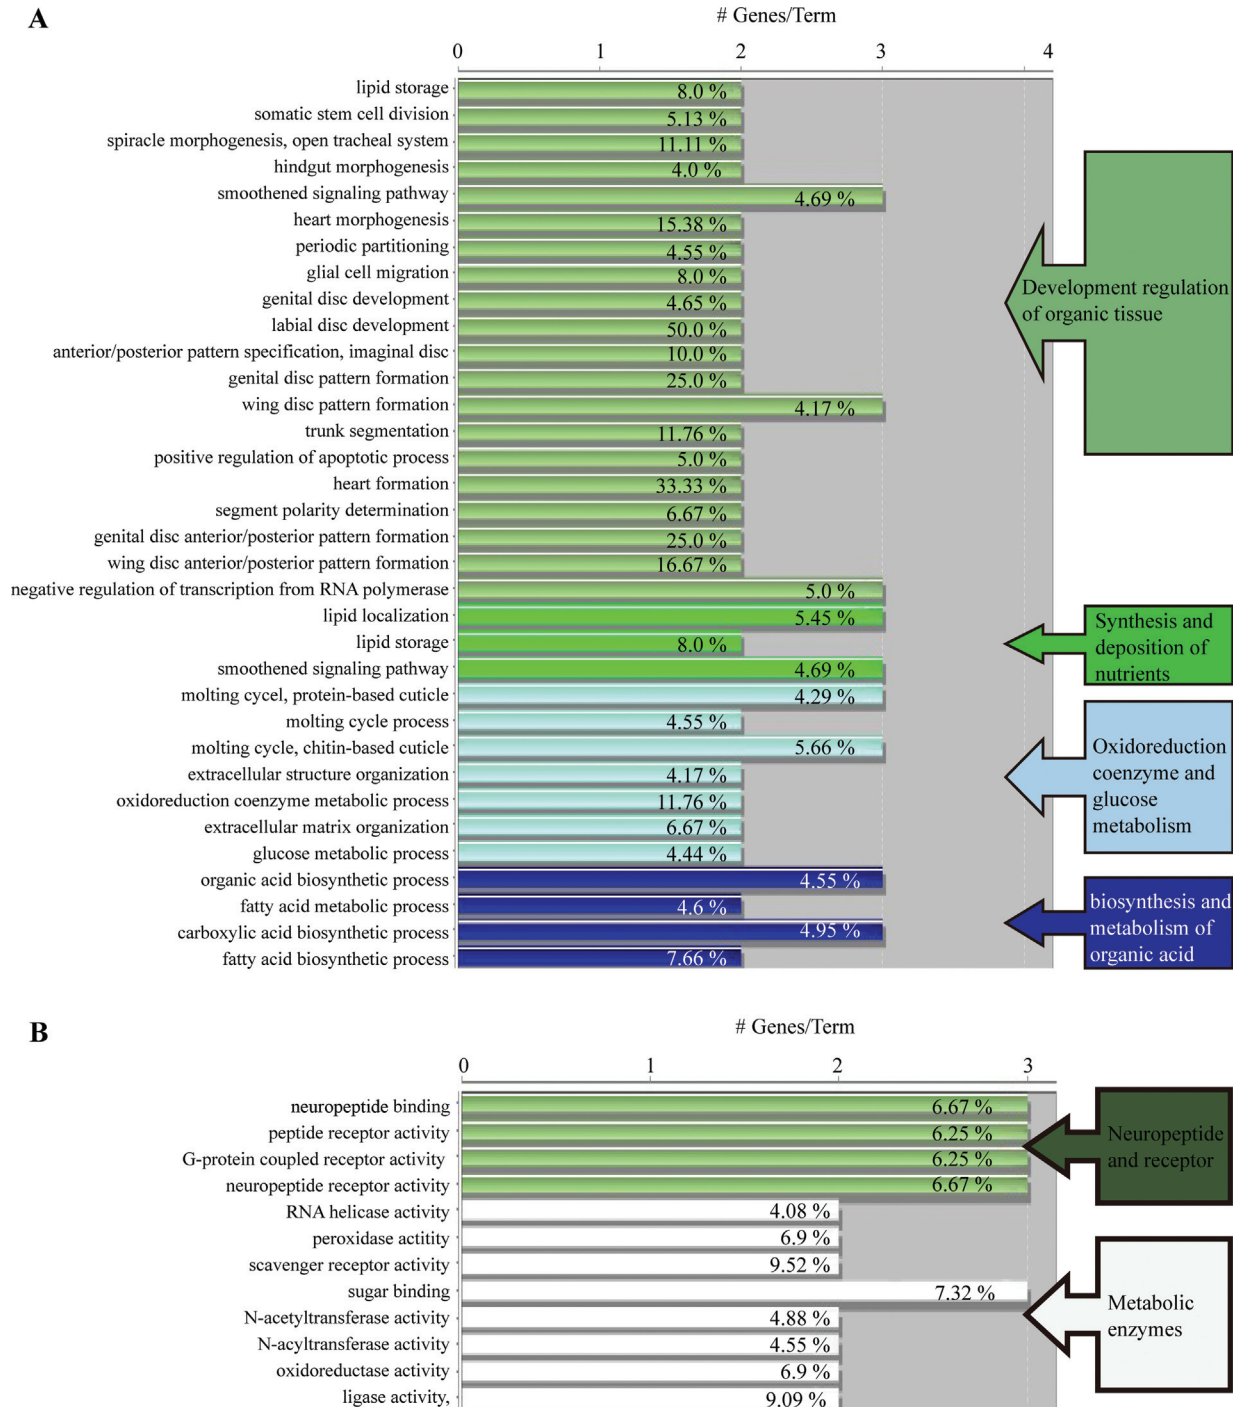 A
# Genes/Term
0 1 2 3 4
lipid storage 8.0 %
somatic stem cell division 5.13 %
spiracle morphogenesis, open tracheal system 11.11 %
hindgut morphogenesis 4.0 %
smoothened signaling pathway 4.69 %
heart morphogenesis 15.38 %
periodic partitioning 4.55 %
glial cell migration 8.0 %
genital disc development 4.65 %
labial disc development 50.0 %
anterior/posterior pattern specification, imaginal disc 10.0 %
genital disc pattern formation 25.0 %
wing disc pattern formation 4.17 %
trunk segmentation 11.76 %
positive regulation of apoptotic process 5.0 %
heart formation 33.33 %
segment polarity determination 6.67 %
genital disc anterior/posterior pattern formation 25.0 %
wing disc anterior/posterior pattern formation 16.67 %
negative regulation of transcription from RNA polymerase 5.0 %
lipid localization 5.45 %
lipid storage 8.0 %
smoothened signaling pathway 4.69 %
molting cycel, protein-based cuticle 4.29 %
molting cycle process 4.55 %
molting cycle, chitin-based cuticle 5.66 %
extracellular structure organization 4.17 %
oxidoreduction coenzyme metabolic process 11.76 %
extracellular matrix organization 6.67 %
glucose metabolic process 4.44 %
organic acid biosynthetic process 4.55 %
fatty acid metabolic process 4.6 %
carboxylic acid biosynthetic process 4.95 %
fatty acid biosynthetic process 7.66 %
Development regulation
of organic tissue
Synthesis and
deposition of
nutrients
Oxidoreduction
coenzyme and
glucose
metabolism
biosynthesis and
metabolism of
organic acid
B
# Genes/Term
0 1 2 3
neuropeptide binding 6.67 %
peptide receptor activity 6.25 %
G-protein coupled receptor activity 6.25 %
neuropeptide receptor activity 6.67 %
RNA helicase activity 4.08 %
peroxidase actitity 6.9 %
scavenger receptor activity 9.52 %
sugar binding 7.32 %
N-acetyltransferase activity 4.88 %
N-acyltransferase activity 4.55 %
oxidoreductase activity 6.9 %
ligase activity, 9.09 %
Neuropeptide
and receptor
Metabolic
enzymes